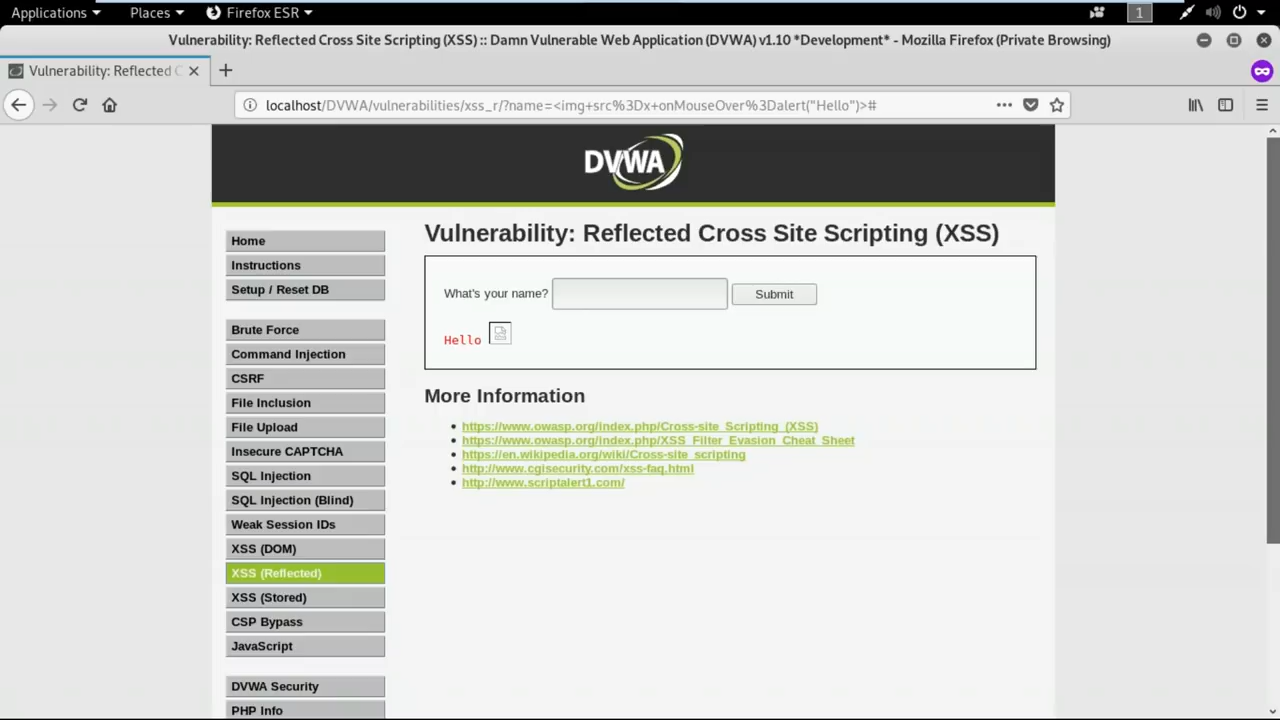 Applications Places Firefox ESR 1
Vulnerability: Reflected Cross Site Scripting (XSS) :: Damn Vulnerable Web Application (DVWA) v1.10 *Development* - Mozilla Firefox (Private Browsing)
Vulnerability: Reflected C
localhost/DVWA/vulnerabilities/xss_r/?name=<img+src%3Dx+onMouseOver%3Dalert("Hello")>#
DVWA
Vulnerability: Reflected Cross Site Scripting (XSS)
What's your name? Submit
Hello
More Information
https://www.owasp.org/index.php/Cross-site_Scripting_(XSS)
https://www.owasp.org/index.php/XSS_Filter_Evasion_Cheat_Sheet
https://en.wikipedia.org/wiki/Cross-site_scripting
http://www.cgisecurity.com/xss-faq.html
http://www.scriptalert1.com/
Home
Instructions
Setup / Reset DB
Brute Force
Command Injection
CSRF
File Inclusion
File Upload
Insecure CAPTCHA
SQL Injection
SQL Injection (Blind)
Weak Session IDs
XSS (DOM)
XSS (Reflected)
XSS (Stored)
CSP Bypass
JavaScript
DVWA Security
PHP Info